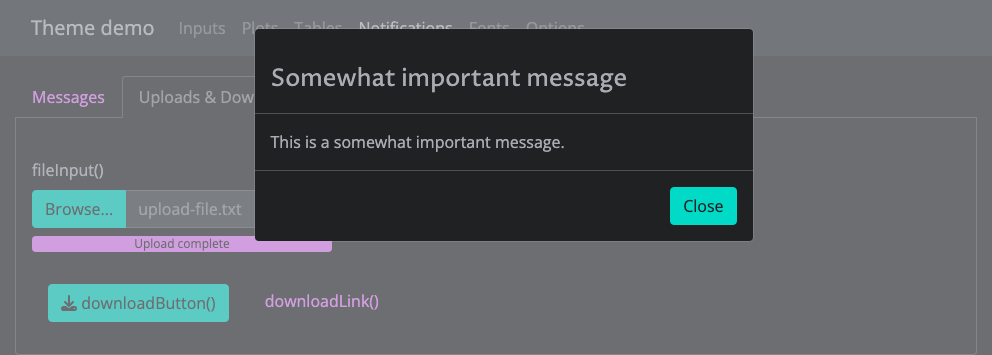 Theme demo Inputs Plots Tables Notifications Fonts Options
Somewhat important message
Messages Uploads & Dow
This is a somewhat important message.
fileInput()
Browse... upload-file.txt
Close
Upload complete
downloadButton() downloadLink()